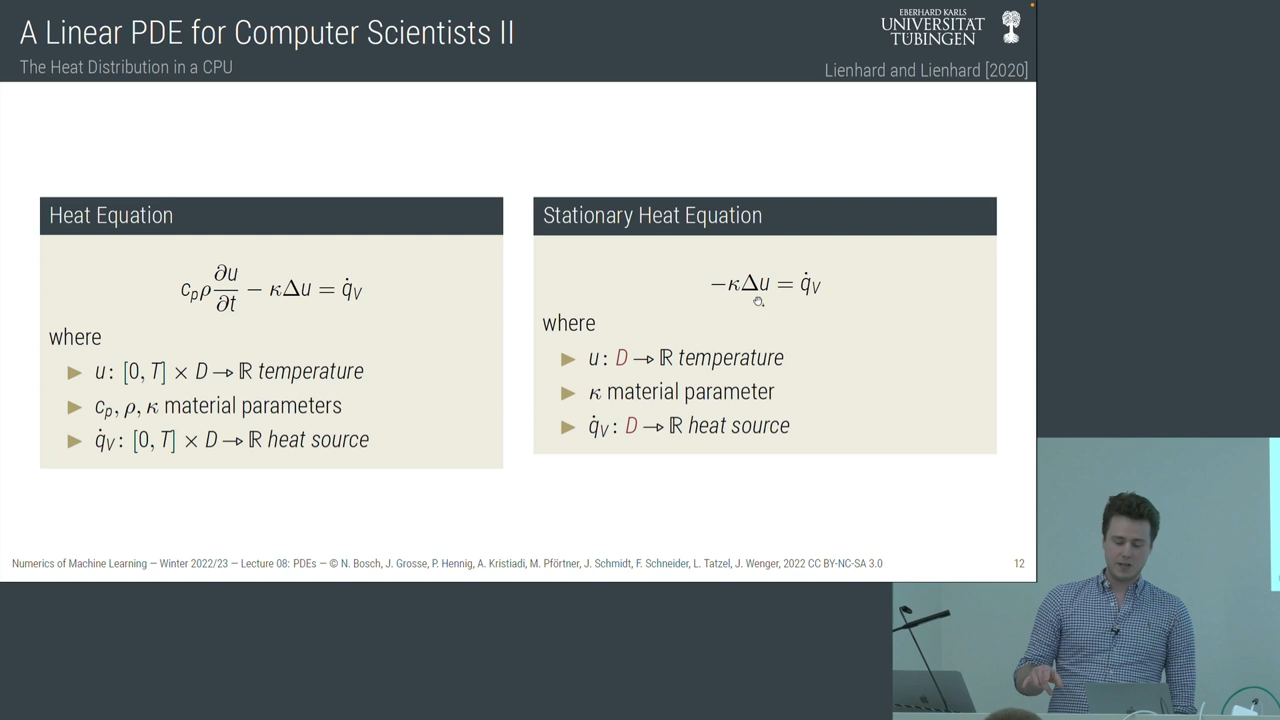 A Linear PDE for Computer Scientists II
The Heat Distribution in a CPU
EBERHARD KARLS
UNIVERSITÄT
TÜBINGEN
Lienhard and Lienhard [2020]
Heat Equation
cₚρ ∂u/∂t − κΔu = q̇_V
where
▶ u: [0, T] × D → ℝ temperature
▶ cₚ, ρ, κ material parameters
▶ q̇_V: [0, T] × D → ℝ heat source
Stationary Heat Equation
−κΔu = q̇_V
where
▶ u: D → ℝ temperature
▶ κ material parameter
▶ q̇_V: D → ℝ heat source
Numerics of Machine Learning — Winter 2022/23 — Lecture 08: PDEs — © N. Bosch, J. Grosse, P. Hennig, A. Kristiadi, M. Pförtner, J. Schmidt, F. Schneider, L. Tatzel, J. Wenger, 2022 CC BY-NC-SA 3.0
12